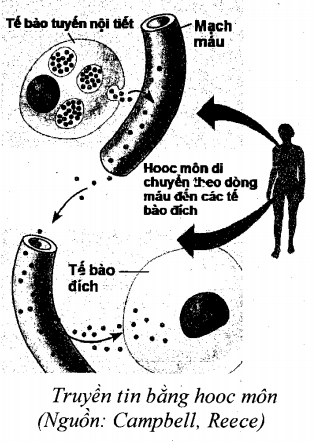 Tế bào tuyến nội tiết
Mạch
máu
Hooc môn di
chuyển theo dòng
máu đến các tế
bào đích
Tế bào
đích
Truyền tin bằng hooc môn
(Nguồn: Campbell, Reece)